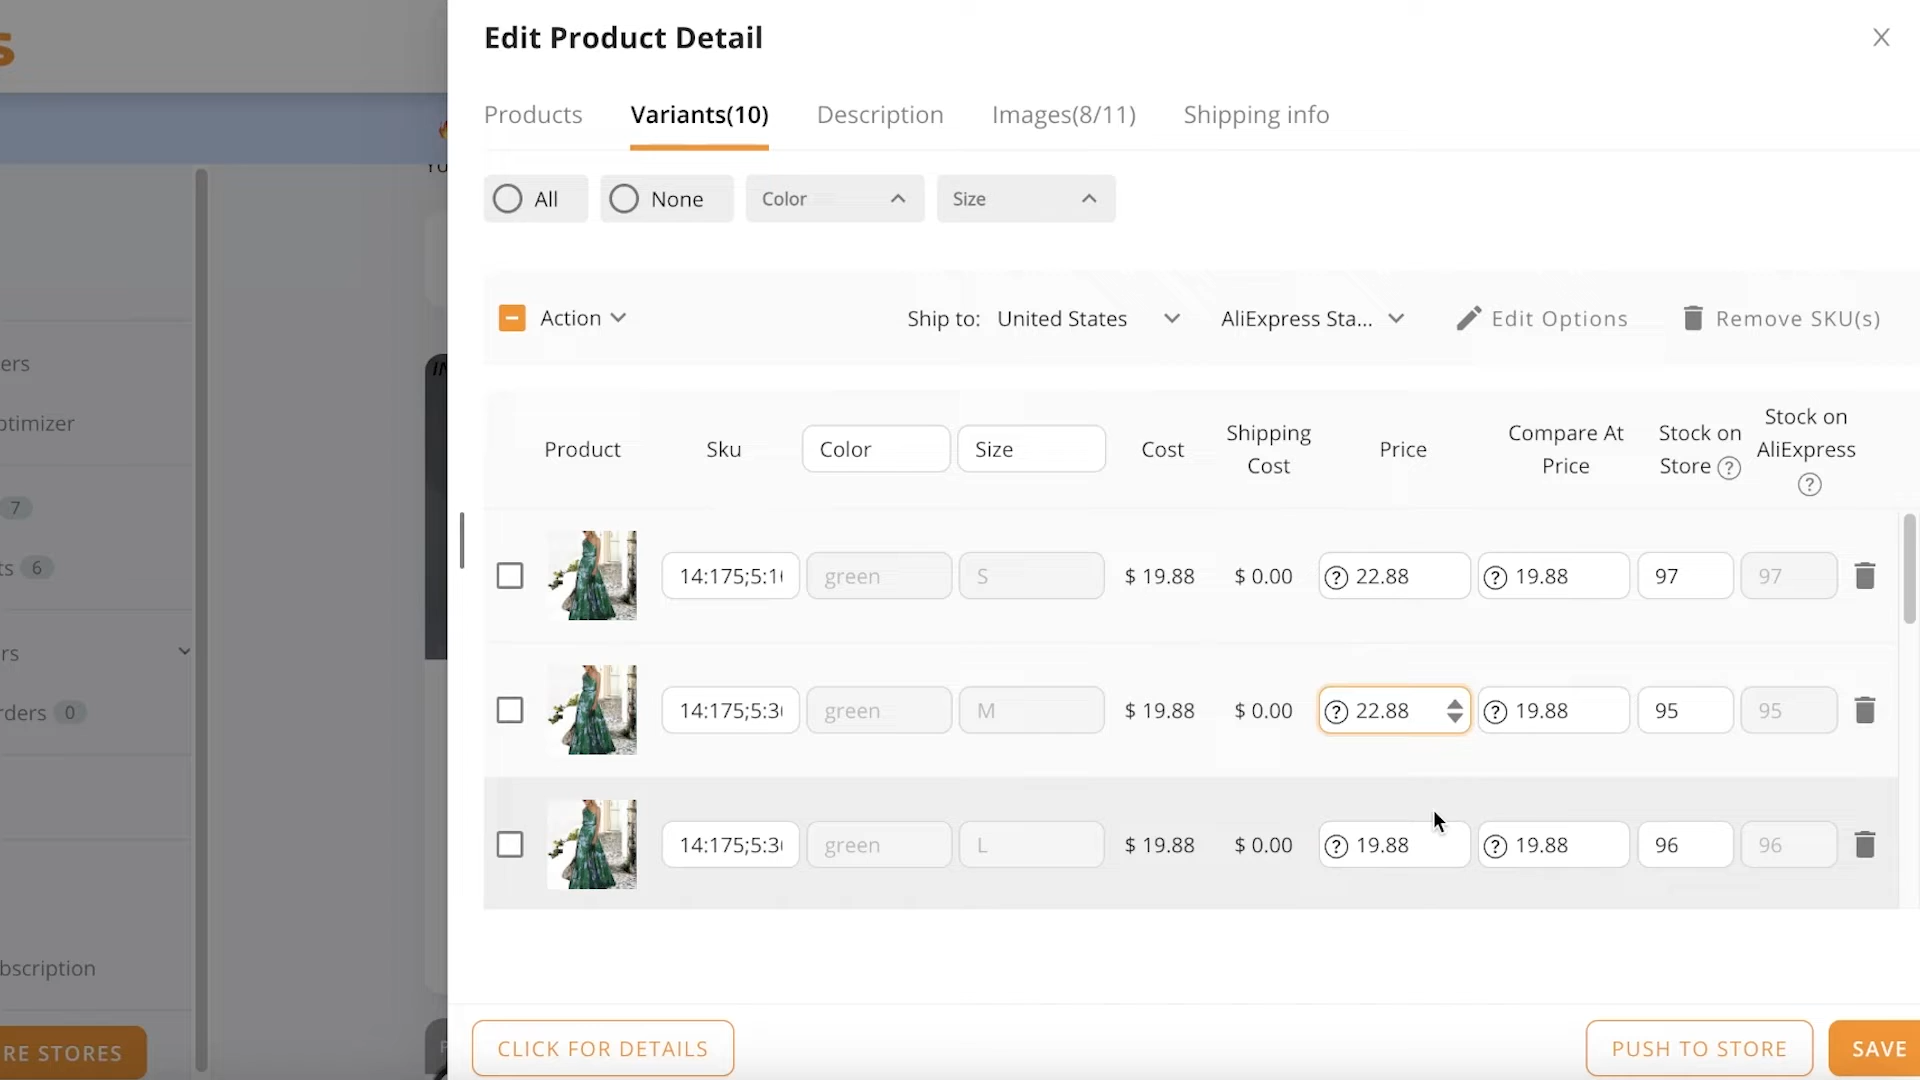 Edit Product Detail
Products Variants(10) Description Images(8/11) Shipping info
All None Color Size
Action Ship to: United States AliExpress Sta... Edit Options Remove SKU(s)
Product Sku Color Size Cost Shipping Cost Price Compare At Price Stock on Store Stock on AliExpress
14:175;5:1 green S $ 19.88 $ 0.00 22.88 19.88 97 97
14:175;5:3 green M $ 19.88 $ 0.00 22.88 19.88 95 95
14:175;5:3 green L $ 19.88 $ 0.00 19.88 19.88 96 96
CLICK FOR DETAILS PUSH TO STORE SAVE
s
ers
ptimizer
7
ts 6
rs
rders 0
bscription
RE STORES